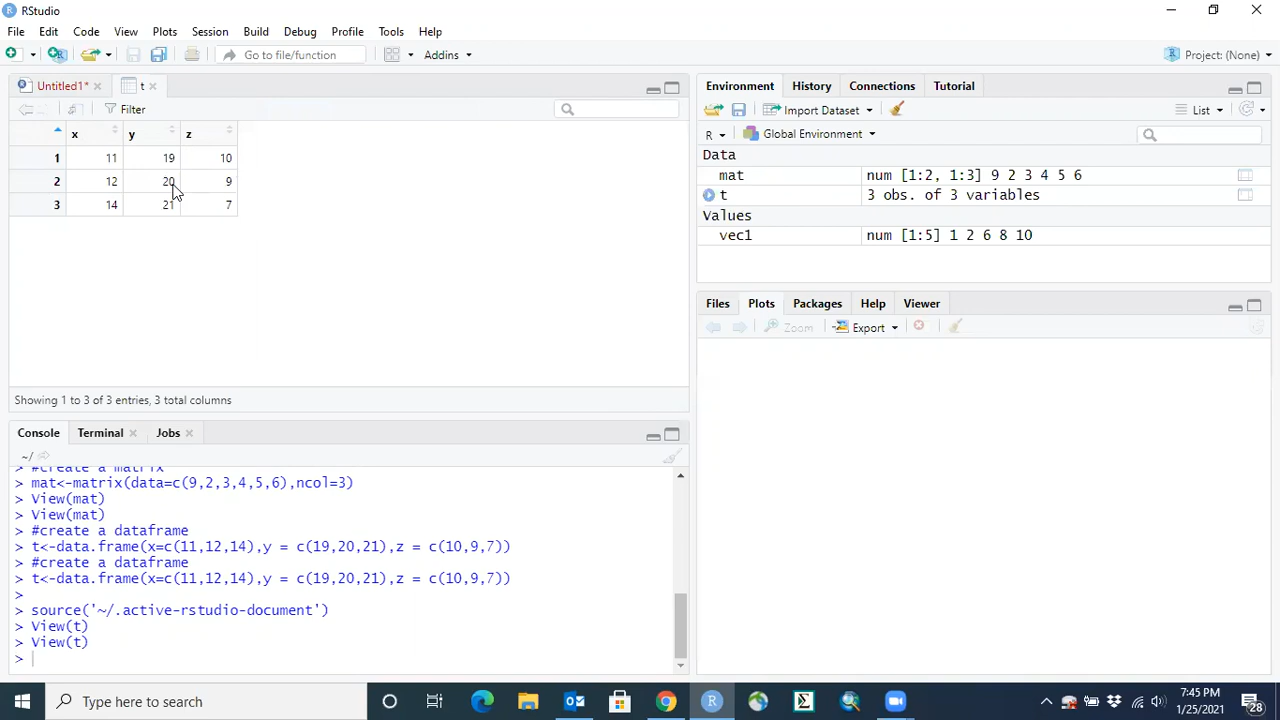 RStudio
File Edit Code View Plots Session Build Debug Profile Tools Help
Go to file/function Addins Project: (None)
Untitled1* t
Filter
x y z
1 11 19 10
2 12 20 9
3 14 21 7
Showing 1 to 3 of 3 entries, 3 total columns
Console Terminal Jobs
~/
> #create a matrix
> mat<-matrix(data=c(9,2,3,4,5,6),ncol=3)
> View(mat)
> View(mat)
> #create a dataframe
> t<-data.frame(x=c(11,12,14),y = c(19,20,21),z = c(10,9,7))
> #create a dataframe
> t<-data.frame(x=c(11,12,14),y = c(19,20,21),z = c(10,9,7))
>
> source('~/.active-rstudio-document')
> View(t)
> View(t)
>
Environment History Connections Tutorial
Import Dataset List
R Global Environment
Data
mat num [1:2, 1:3] 9 2 3 4 5 6
t 3 obs. of 3 variables
Values
vec1 num [1:5] 1 2 6 8 10
Files Plots Packages Help Viewer
Zoom Export
Type here to search
7:45 PM
1/25/2021
28